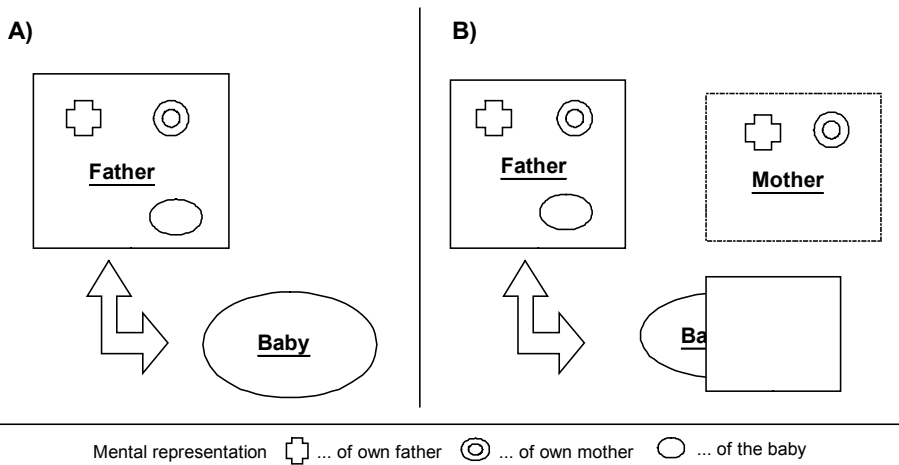 A)
B)
Father
Father
Mother
Baby
Ba
Mental representation ... of own father ... of own mother ... of the baby